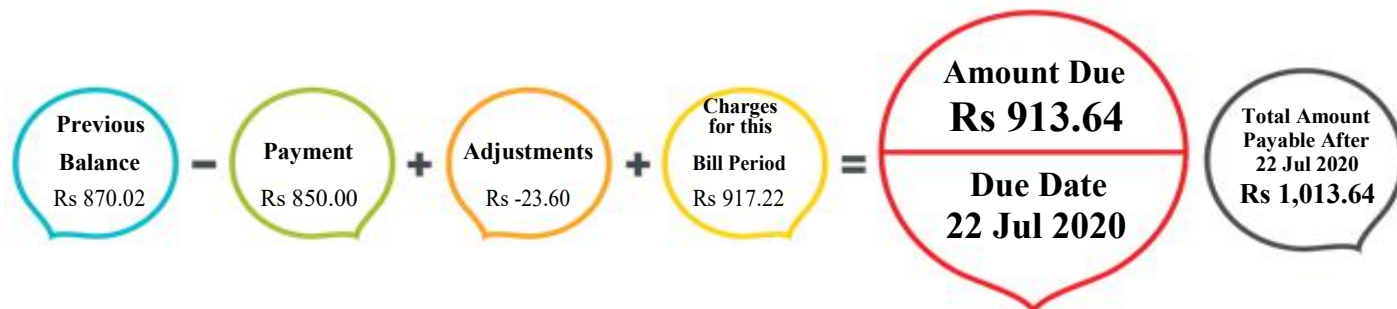 Previous
Balance
Rs 870.02
-
Payment
Rs 850.00
+
Adjustments
Rs -23.60
+
Charges
for this
Bill Period
Rs 917.22
=
Amount Due
Rs 913.64
Due Date
22 Jul 2020
Total Amount
Payable After
22 Jul 2020
Rs 1,013.64